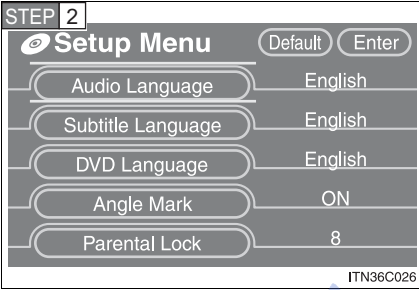 STEP 2
Setup Menu Default Enter
Audio Language English
Subtitle Language English
DVD Language English
Angle Mark ON
Parental Lock 8
ITN36C026